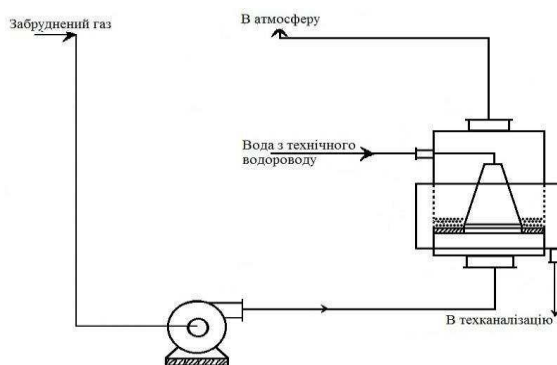 Забруднений газ
В атмосферу
Вода з технічного
водороводу
В техканалізацію